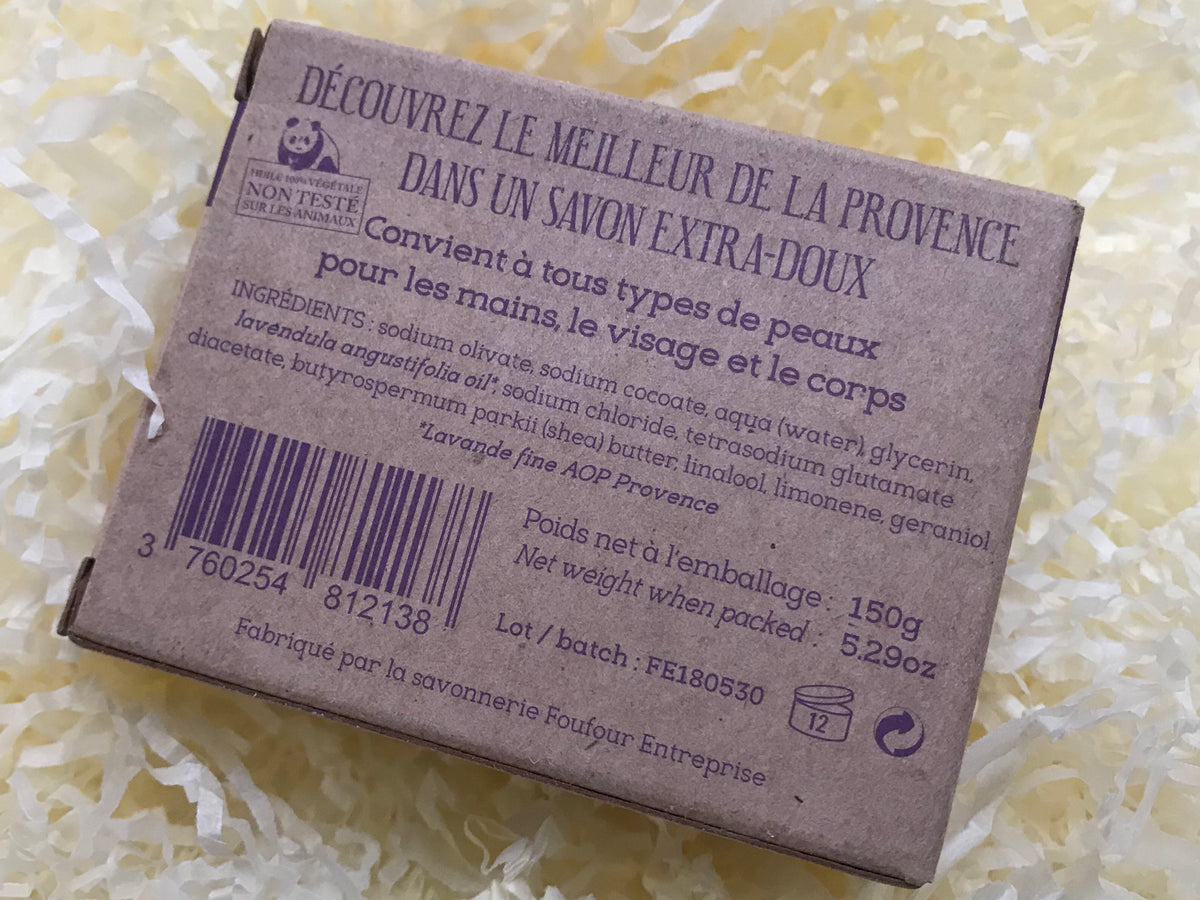 DÉCOUVREZ LE MEILLEUR DE LA PROVENCE
DANS UN SAVON EXTRA-DOUX
HUILE 100% VÉGÉTALE
NON TESTÉ
SUR LES ANIMAUX
Convient à tous types de peaux
pour les mains, le visage et le corps
INGRÉDIENTS : sodium olivate, sodium cocoate, aqua (water), glycerin,
lavendula angustifolia oil*, sodium chloride, tetrasodium glutamate
diacetate, butyrospermum parkii (shea) butter, linalool, limonene, geraniol
*Lavande fine AOP Provence
Poids net à l'emballage : 150g
Net weight when packed : 5.29oz
3 760254 812138
Lot / batch : FE180530
12
Fabriqué par la savonnerie Foufour Entreprise